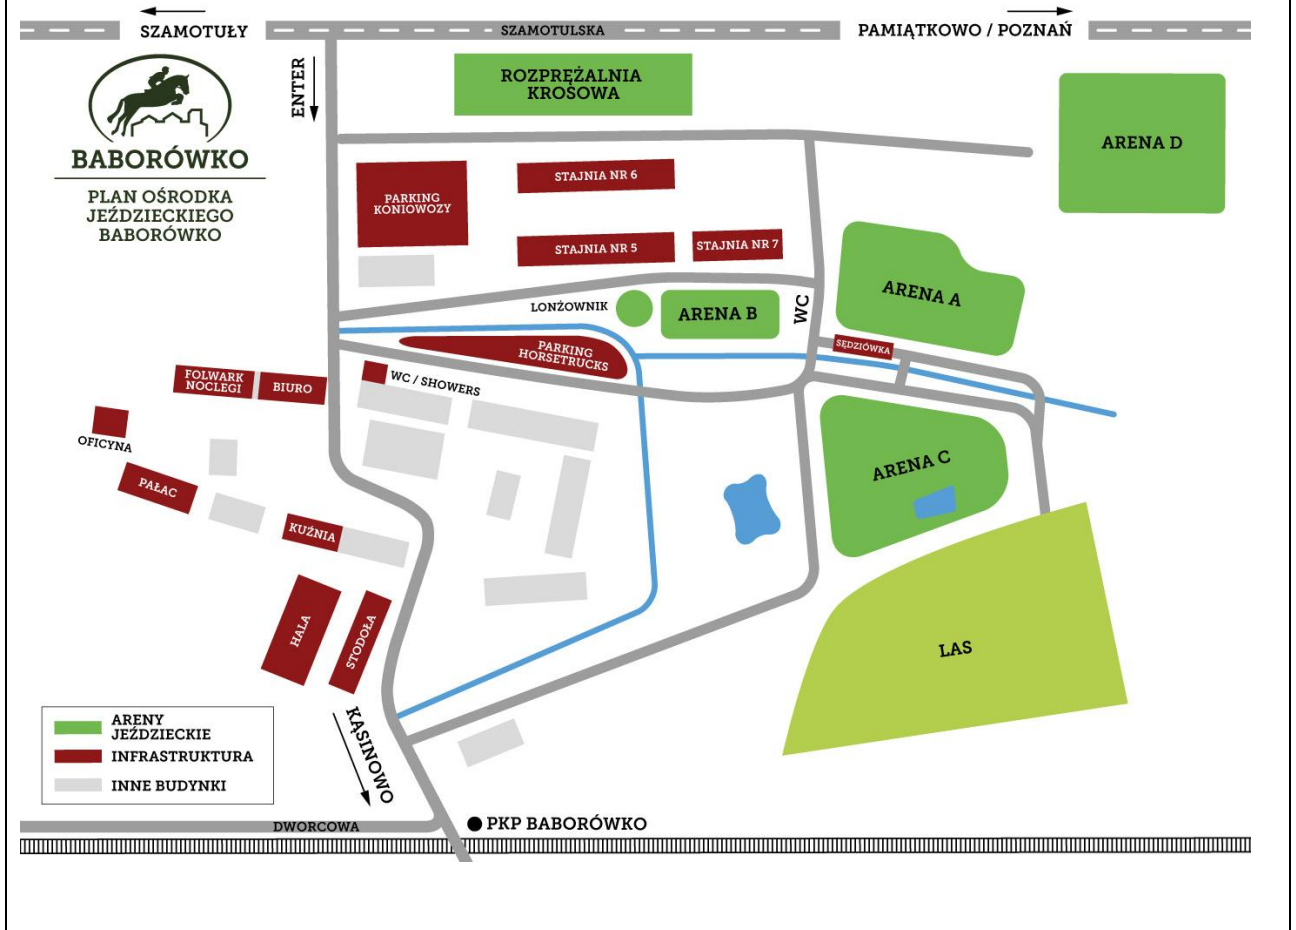 SZAMOTUŁY
SZAMOTULSKA
PAMIĄTKOWO / POZNAŃ
ENTER
ROZPRĘŻALNIA
KROSOWA
ARENA D
BABORÓWKO
PLAN OŚRODKA
JEŹDZIECKIEGO
BABORÓWKO
PARKING
KONIOWOZY
STAJNIA NR 6
STAJNIA NR 5
STAJNIA NR 7
ARENA A
LONŻOWNIK
ARENA B
WC
SĘDZIÓWKA
PARKING
HORSETRUCKS
FOLWARK
NOCLEGI
BIURO
WC / SHOWERS
OFICYNA
PAŁAC
ARENA C
KUŹNIA
HALA
STODOŁA
LAS
KĄSINOWO
ARENY
JEŹDZIECKIE
INFRASTRUKTURA
INNE BUDYNKI
DWORCOWA
PKP BABORÓWKO